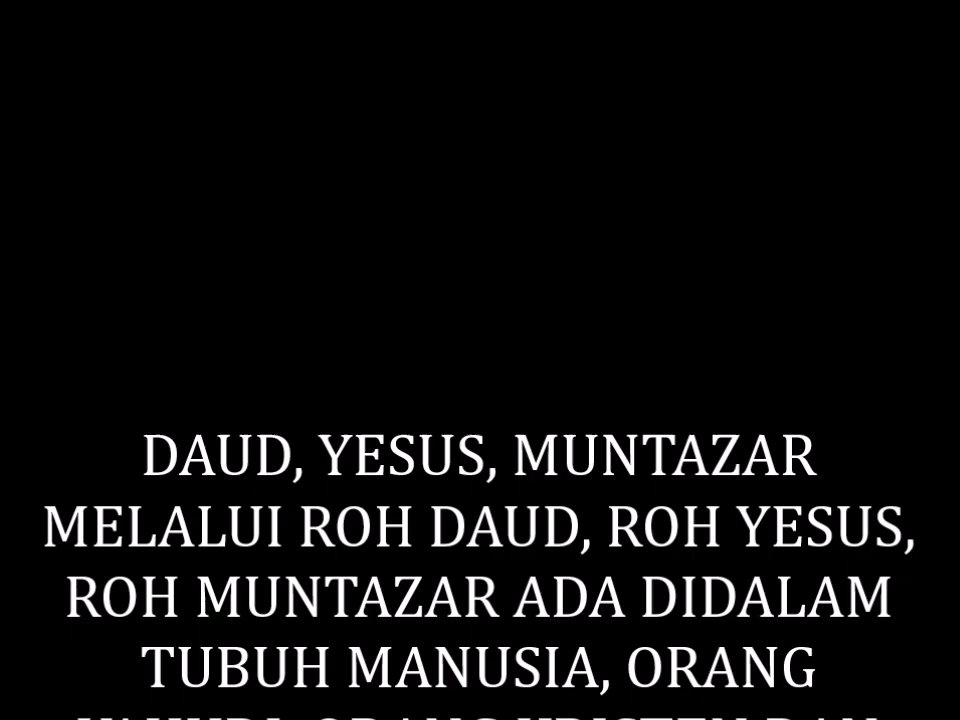 DAUD, YESUS, MUNTAZAR
MELALUI ROH DAUD, ROH YESUS,
ROH MUNTAZAR ADA DIDALAM
TUBUH MANUSIA, ORANG